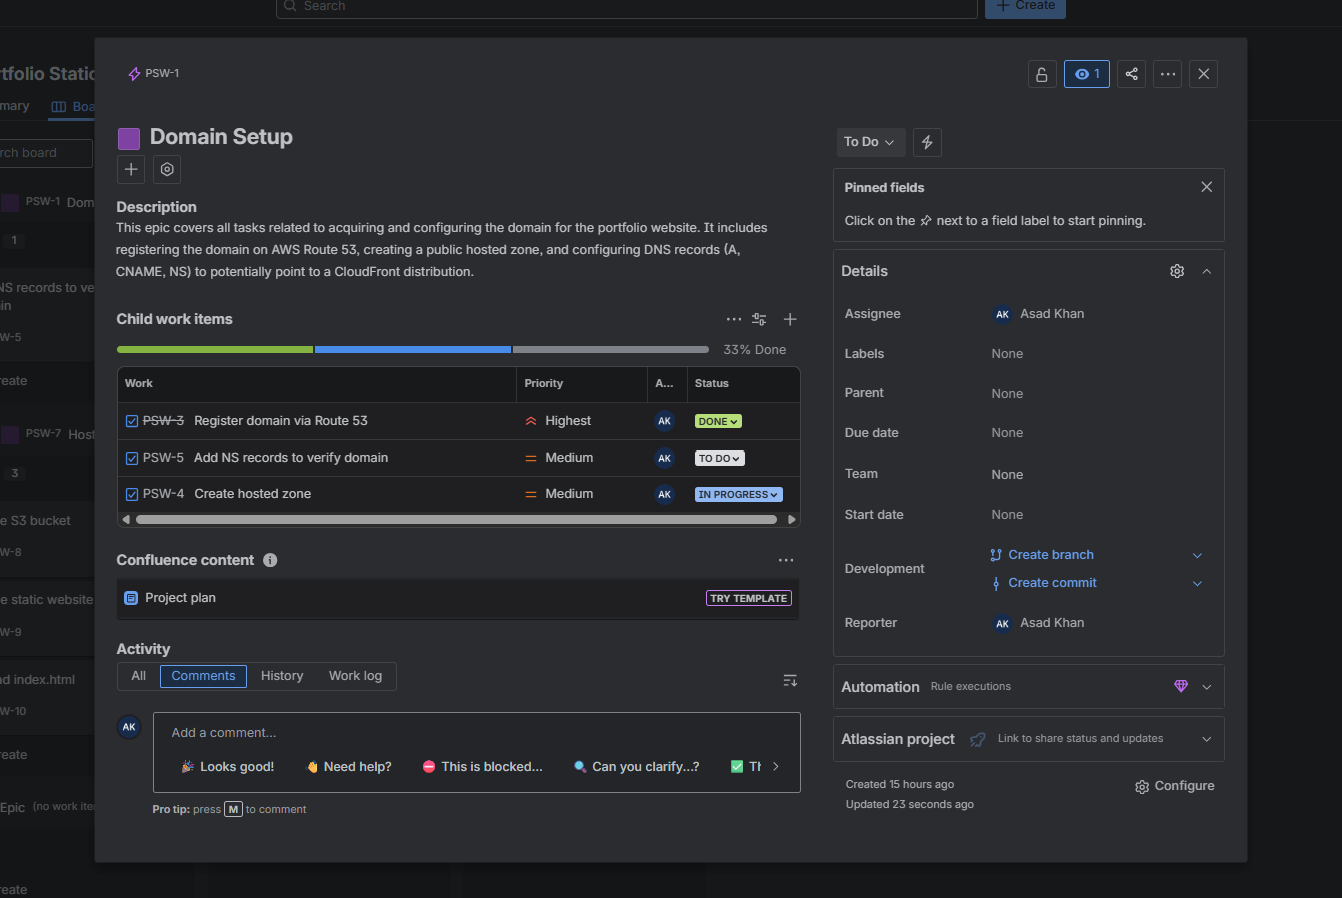 Search
Create
tfolio Static
mary
Boa
rch board
PSW-1 Dom
1
NS records to ve
in
W-5
reate
PSW-7 Host
3
e S3 bucket
W-8
e static website
W-9
ad index.html
W-10
reate
Epic (no work iter
reate
PSW-1
1
Domain Setup
Description
This epic covers all tasks related to acquiring and configuring the domain for the portfolio website. It includes
registering the domain on AWS Route 53, creating a public hosted zone, and configuring DNS records (A,
CNAME, NS) to potentially point to a CloudFront distribution.
Child work items
33% Done
Work Priority A... Status
PSW-3 Register domain via Route 53 Highest AK DONE
PSW-5 Add NS records to verify domain Medium AK TO DO
PSW-4 Create hosted zone Medium AK IN PROGRESS
Confluence content
Project plan TRY TEMPLATE
Activity
All Comments History Work log
AK
Add a comment...
Looks good! Need help? This is blocked... Can you clarify...? Th
Pro tip: press M to comment
To Do
Pinned fields
Click on the next to a field label to start pinning.
Details
Assignee AK Asad Khan
Labels None
Parent None
Due date None
Team None
Start date None
Development Create branch
Create commit
Reporter AK Asad Khan
Automation Rule executions
Atlassian project Link to share status and updates
Created 15 hours ago
Updated 23 seconds ago
Configure